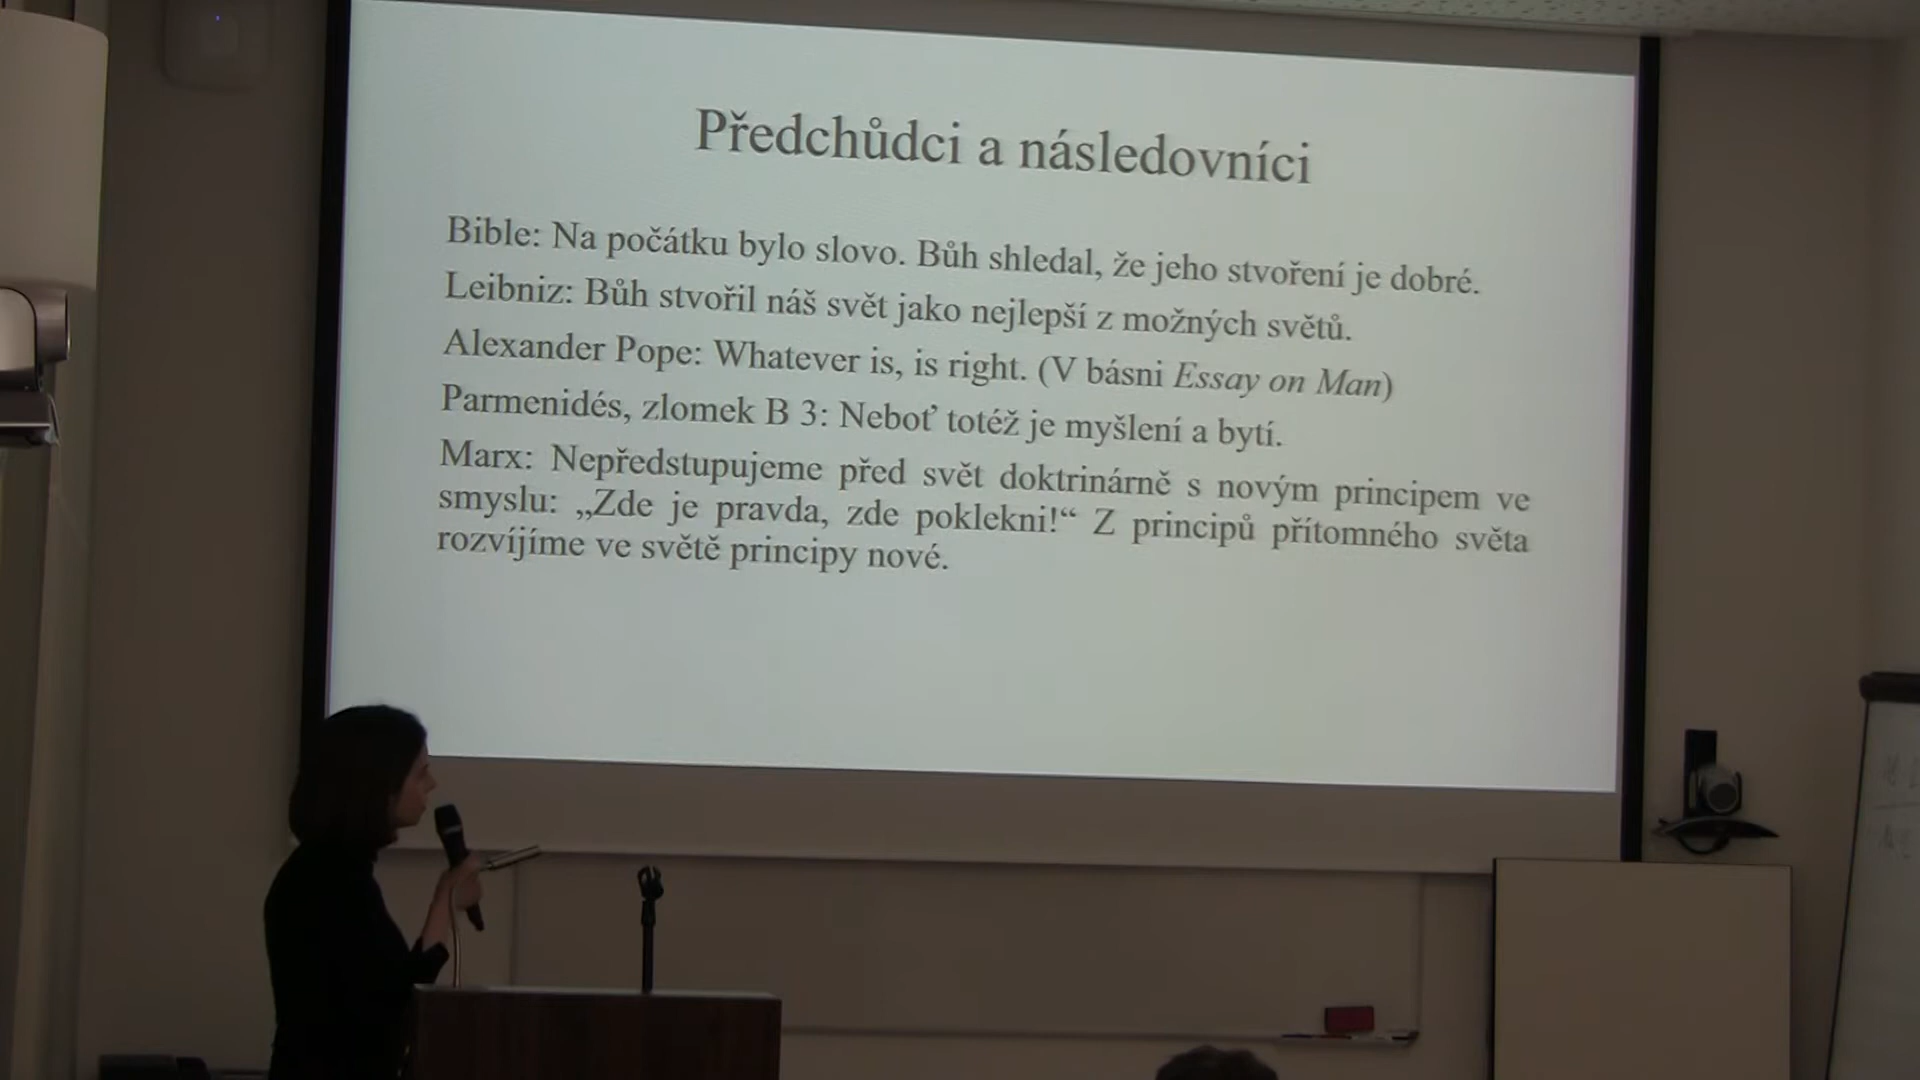 Předchůdci a následovníci
Bible: Na počátku bylo slovo. Bůh shledal, že jeho stvoření je dobré.
Leibniz: Bůh stvořil náš svět jako nejlepší z možných světů.
Alexander Pope: Whatever is, is right. (V básni Essay on Man)
Parmenidés, zlomek B 3: Neboť totéž je myšlení a bytí.
Marx: Nepředstupujeme před svět doktrinárně s novým principem ve
smyslu: „Zde je pravda, zde poklekni!“ Z principů přítomného světa
rozvíjíme ve světě principy nové.